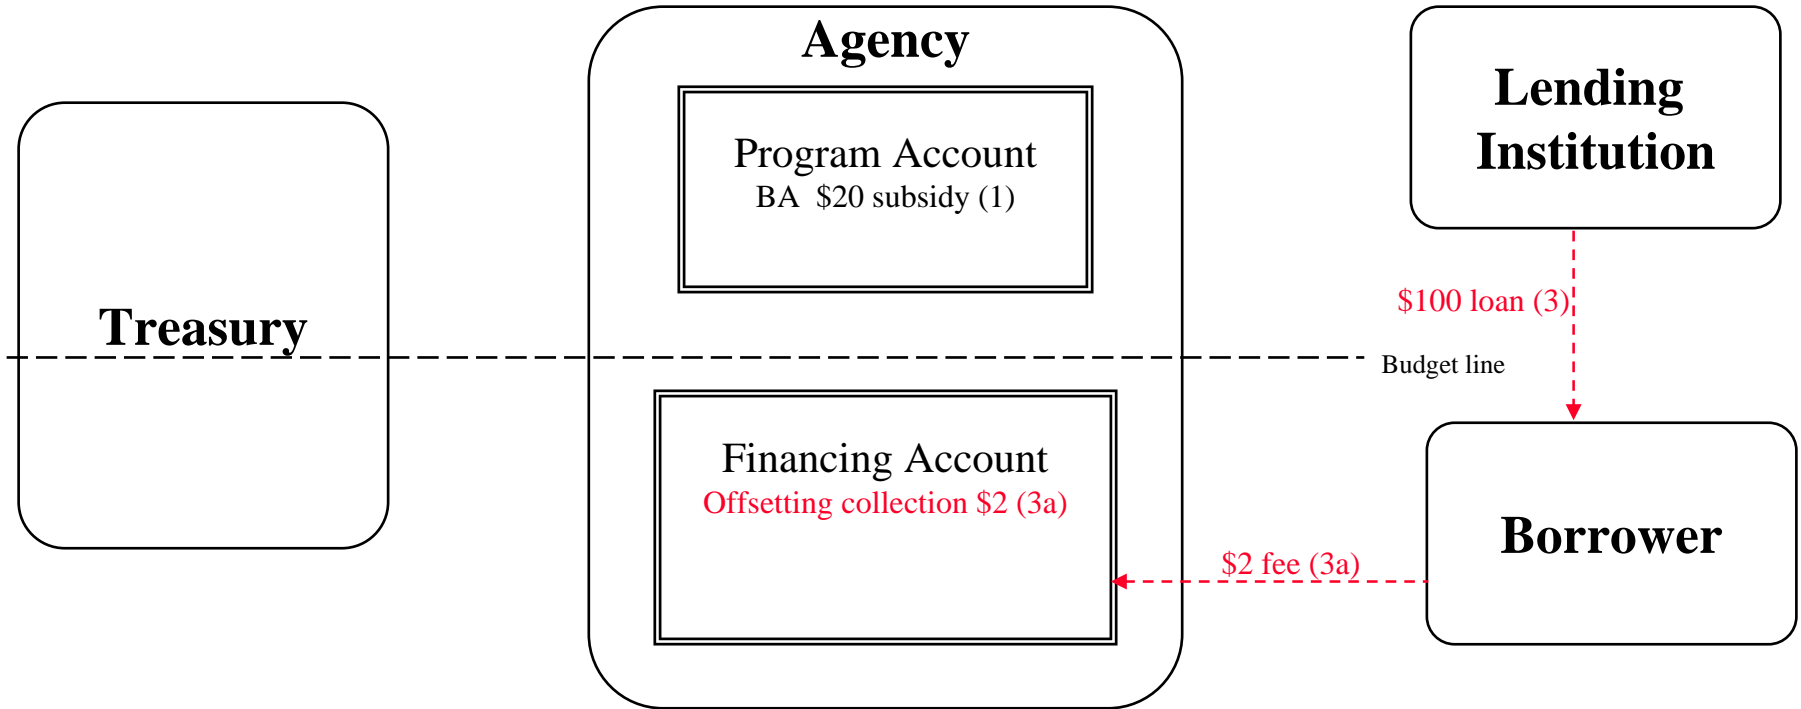 Agency
Lending
Institution
Program Account
BA  $20 subsidy (1)
$100 loan (3)
Treasury
Budget line
Financing Account
Offsetting collection $2 (3a)
Borrower
$2 fee (3a)